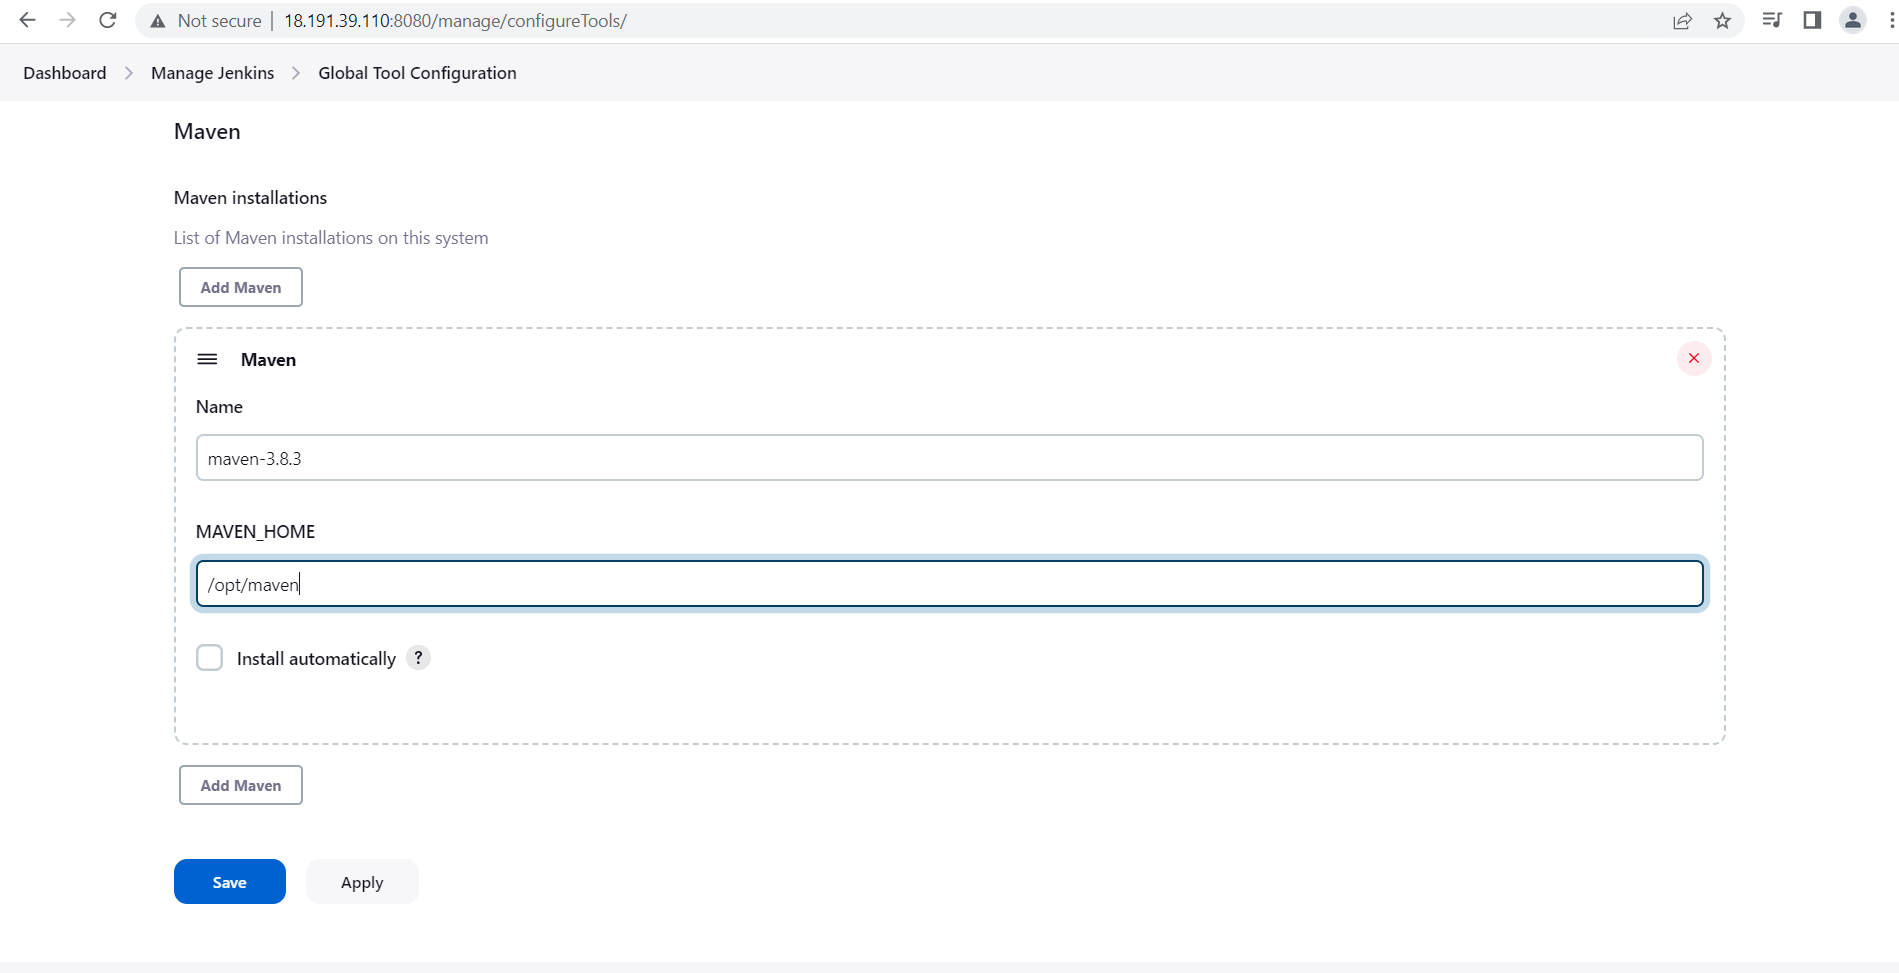 Not secure | 18.191.39.110:8080/manage/configureTools/
Dashboard > Manage Jenkins > Global Tool Configuration
Maven
Maven installations
List of Maven installations on this system
Add Maven
Maven
Name
maven-3.8.3
MAVEN_HOME
/opt/maven
Install automatically ?
Add Maven
Save Apply